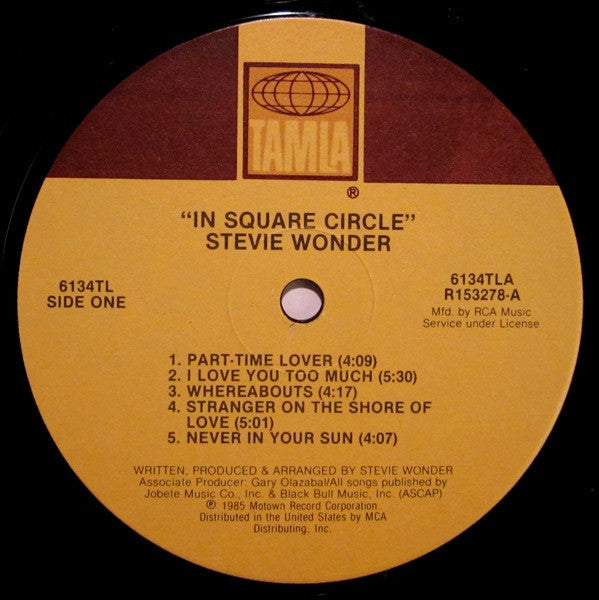 TAMLA
®
"IN SQUARE CIRCLE"
STEVIE WONDER
6134TL
SIDE ONE
6134TLA
R153278-A
Mfd. by RCA Music
Service under License
1. PART-TIME LOVER (4:09)
2. I LOVE YOU TOO MUCH (5:30)
3. WHEREABOUTS (4:17)
4. STRANGER ON THE SHORE OF
LOVE (5:01)
5. NEVER IN YOUR SUN (4:07)
WRITTEN, PRODUCED & ARRANGED BY STEVIE WONDER
Associate Producer: Gary Olazabal/All songs published by
Jobete Music Co., Inc. & Black Bull Music, Inc. (ASCAP)
℗ 1985 Motown Record Corporation.
Distributed in the United States by MCA
Distributing, Inc.